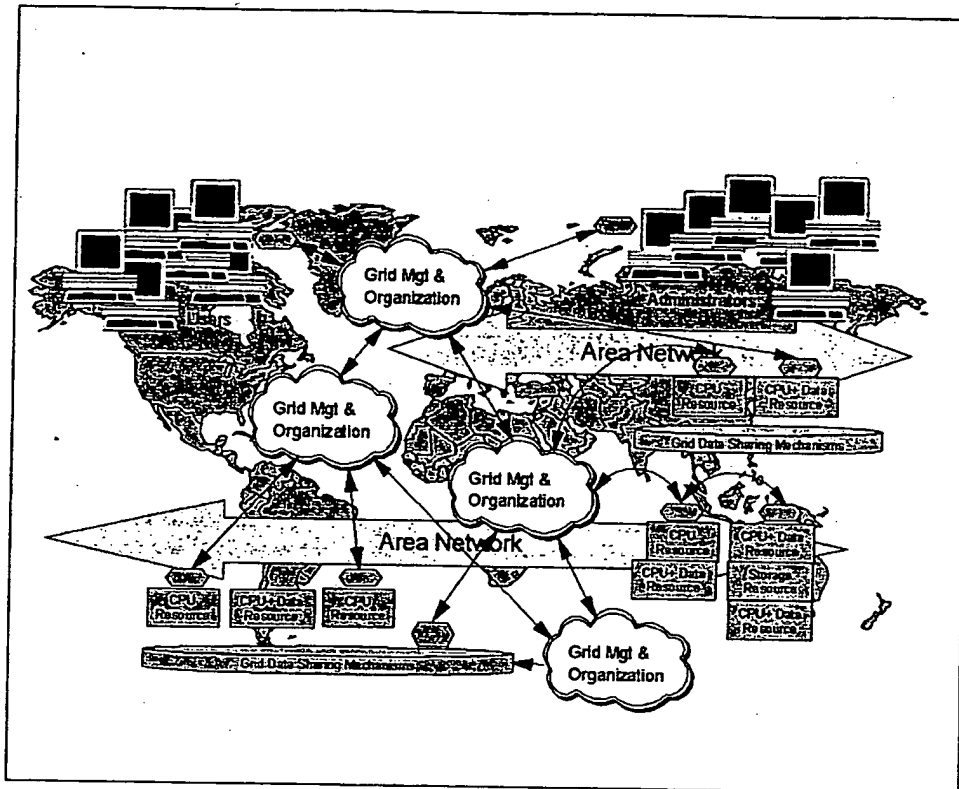 Grid Mgt &
Organization
Users
Administrators
Area Network
Grid Mgt &
Organization
CPU
Resource
CPU+ Data
Resource
Grid Data Sharing Mechanisms
Grid Mgt &
Organization
Area Network
CPU
Resource
CPU+ Data
Resource
CPU+ Data
Resource
Storage
Resource
CPU+ Data
Resource
CPU
Resource
CPU+ Data
Resource
CPU
Resource
Grid Data Sharing Mechanisms
Grid Mgt &
Organization